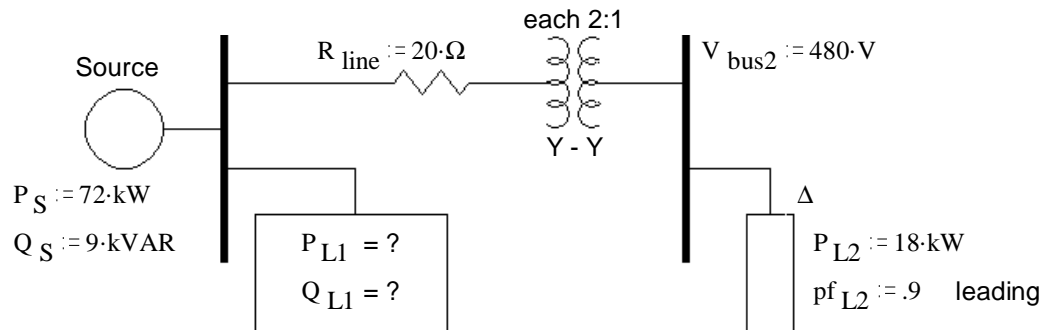 each 2:1
Source
R line := 20·Ω
V bus2 := 480·V
Y - Y
P S := 72·kW
Q S := 9·kVAR
P L1 = ?
Q L1 = ?
Δ
P L2 := 18·kW
pf L2 := .9 leading